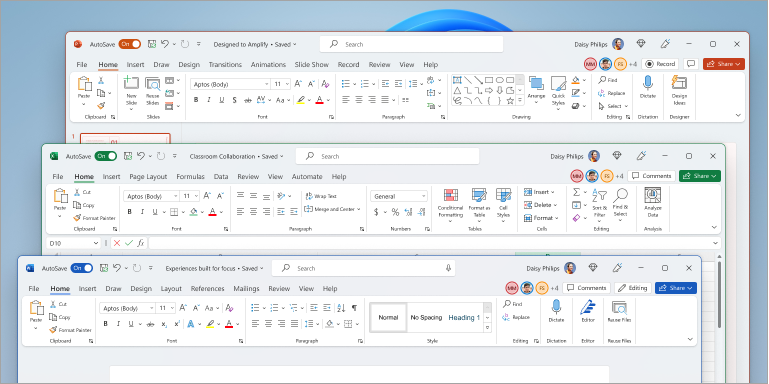 AutoSave On Designed to Amplify • Saved Search Daisy Philips
File Home Insert Draw Design Transitions Animations Slide Show Record Review View Help MM FS +4 Record Share
Aptos (Body) 11
Paste New Slide Reuse Slides Arrange Quick Styles Find Replace Select Dictate Design Ideas
B I U S ab AV Aa A
Clipboard Slides Font Paragraph Drawing Editing Dictation Designer
1
AutoSave On Classroom Collaboration • Saved Search Daisy Philips
File Home Insert Page Layout Formulas Data Review View Automate Help MM FS +4 Comments Share
Paste Cut Copy Format Painter Aptos (Body) 11 Wrap Text Merge and Center General $ % Conditional Formatting Format as Table Cell Styles Insert Delete Format Sort & Filter Find & Select Analyze Data
B I U A
Clipboard Font Paragraph Numbers Tables Cells Editing Analysis
D10 fx
AutoSave On Experiences built for focus • Saved Search Daisy Philips
File Home Insert Draw Design Layout References Mailings Review View Help MM FS +4 Comments Editing Share
Paste Cut Copy Format Painter Aptos (Body) 11 Normal No Spacing Heading 1 Find Replace Dictate Editor Reuse Files
B I U ab x x A A
Clipboard Font Paragraph Style Editing Dictation Editor Reuse Files